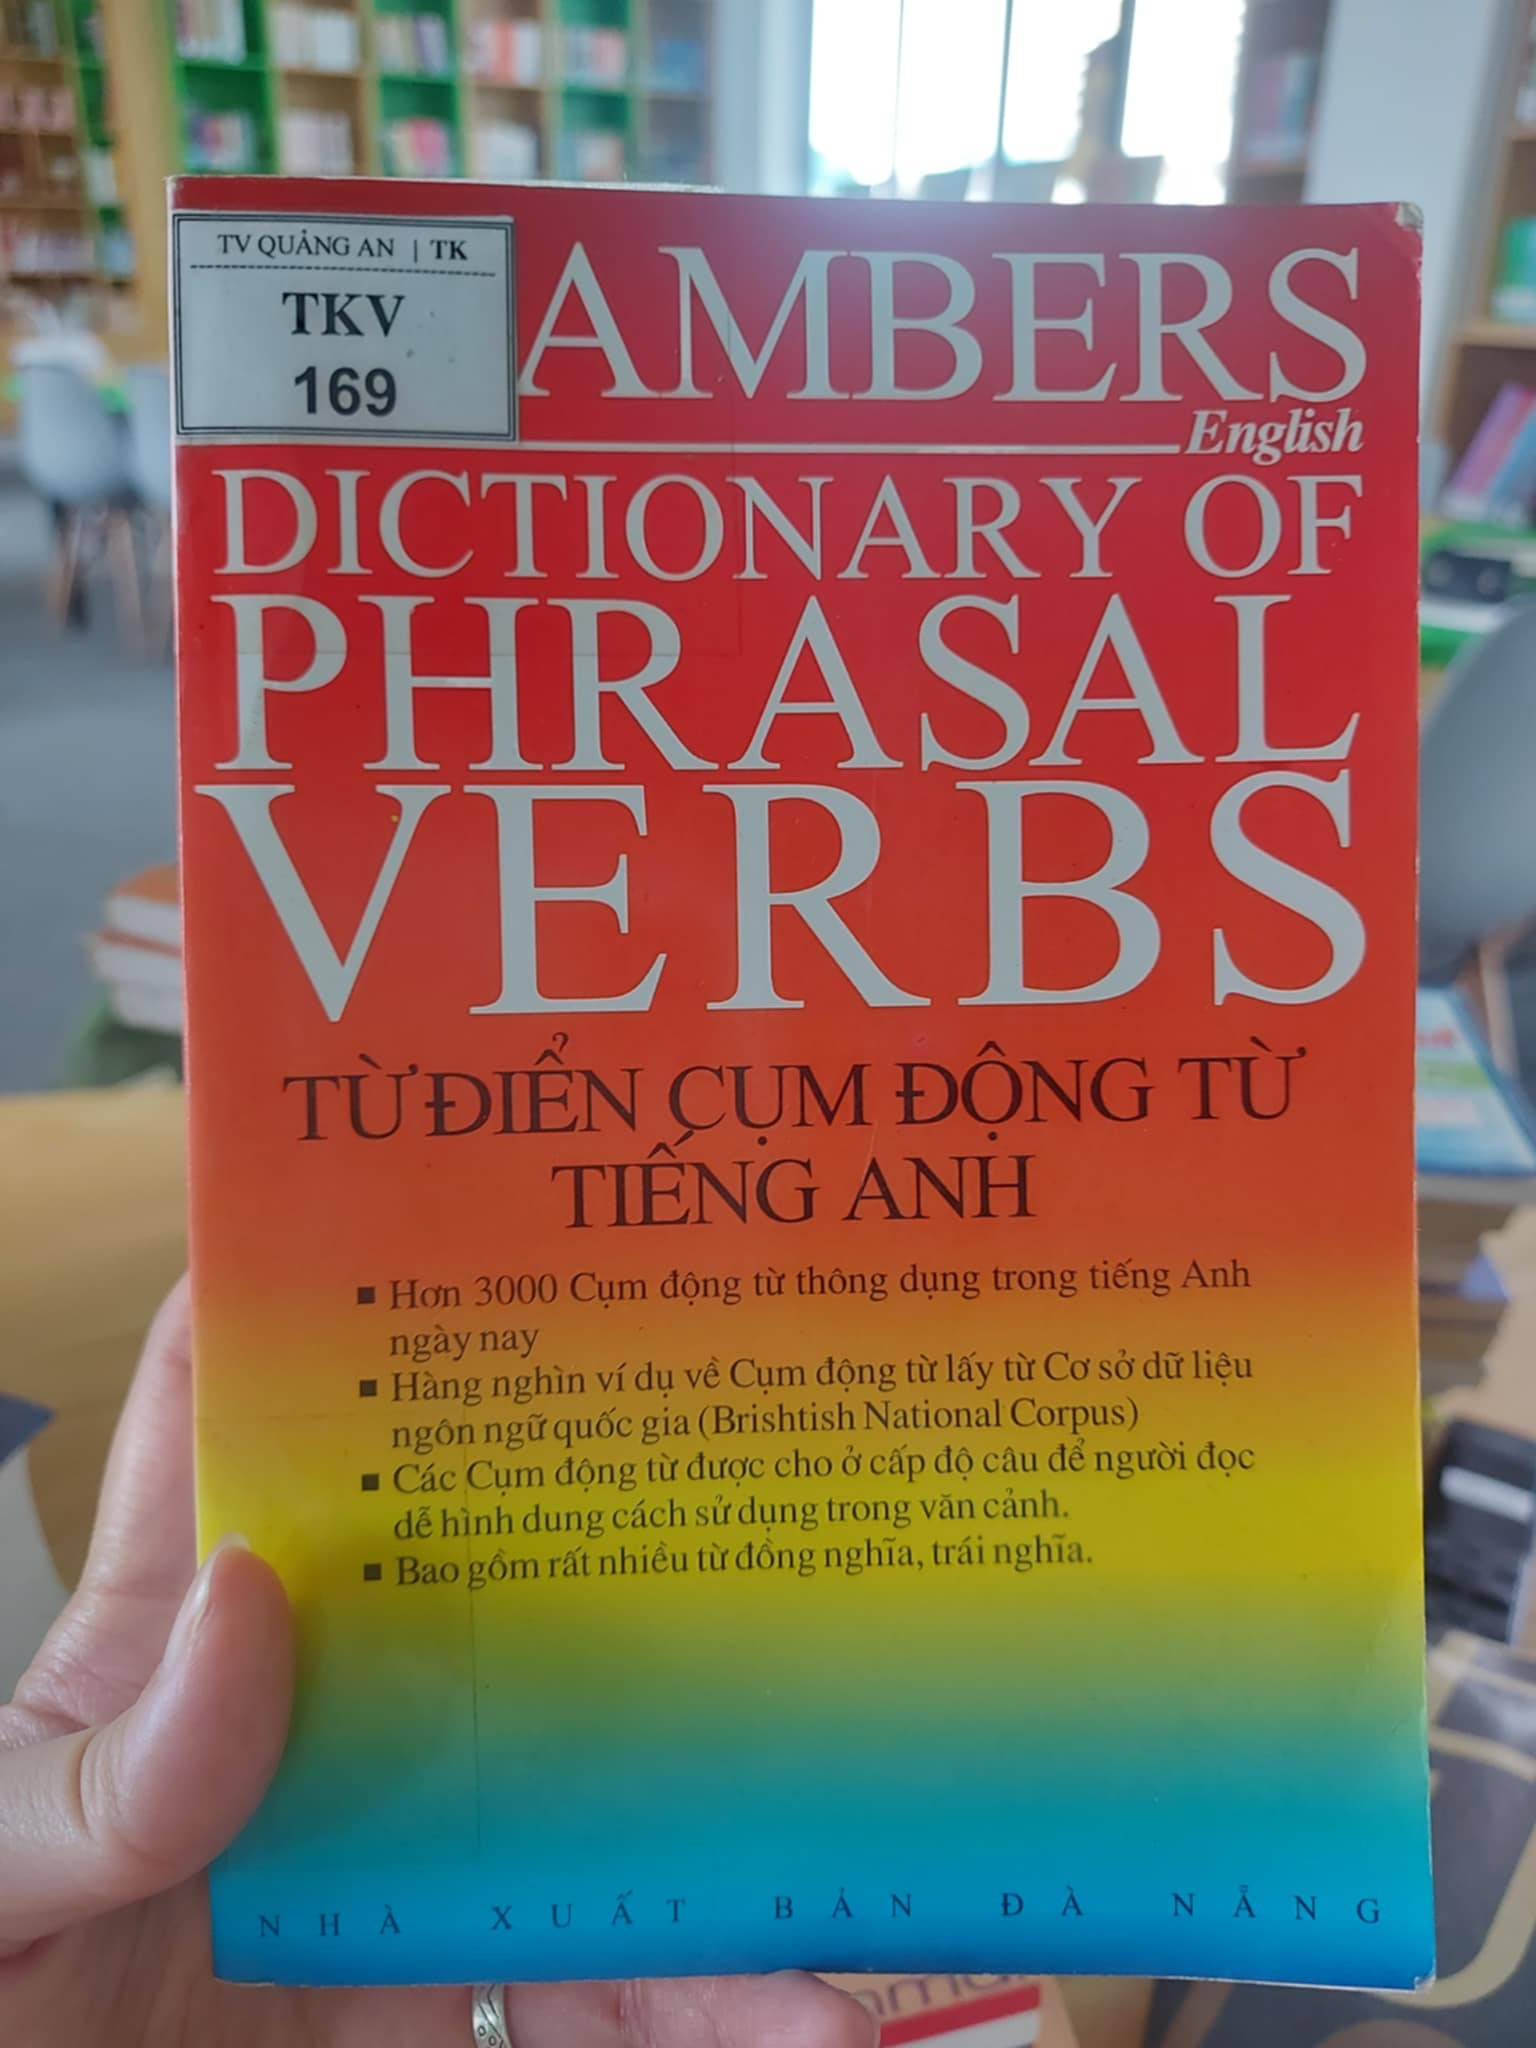 TV QUẢNG AN | TK
TKV
169
AMBERS
English
DICTIONARY OF
PHRASAL
VERBS
TỪ ĐIỂN CỤM ĐỘNG TỪ
TIẾNG ANH
▪ Hơn 3000 Cụm động từ thông dụng trong tiếng Anh
ngày nay
▪ Hàng nghìn ví dụ về Cụm động từ lấy từ Cơ sở dữ liệu
ngôn ngữ quốc gia (Brishtish National Corpus)
▪ Các Cụm động từ được cho ở cấp độ câu để người đọc
dễ hình dung cách sử dụng trong văn cảnh.
▪ Bao gồm rất nhiều từ đồng nghĩa, trái nghĩa.
NHÀ XUẤT BẢN ĐÀ NẴNG